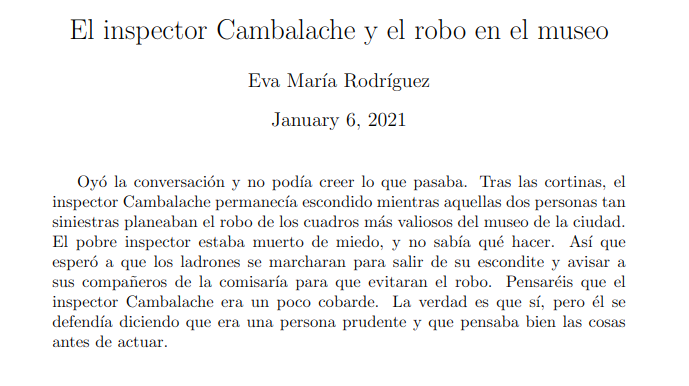 El inspector Cambalache y el robo en el museo
Eva María Rodríguez
January 6, 2021
Oyó la conversación y no podía creer lo que pasaba. Tras las cortinas, el
inspector Cambalache permanecía escondido mientras aquellas dos personas tan
siniestras planeaban el robo de los cuadros más valiosos del museo de la ciudad.
El pobre inspector estaba muerto de miedo, y no sabía qué hacer. Así que
esperó a que los ladrones se marcharan para salir de su escondite y avisar a
sus compañeros de la comisaría para que evitaran el robo. Pensaréis que el
inspector Cambalache era un poco cobarde. La verdad es que sí, pero él se
defendía diciendo que era una persona prudente y que pensaba bien las cosas
antes de actuar.